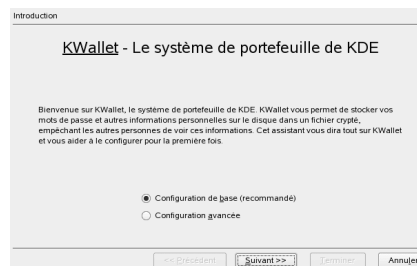 Introduction
KWallet - Le système de portefeuille de KDE
Bienvenue sur KWallet, le système de portefeuille de KDE. KWallet vous permet de stocker vos
mots de passe et autres informations personnelles sur le disque dans un fichier crypté,
empêchant les autres personnes de voir ces informations. Cet assistant vous dira tout sur KWallet
et vous aider à le configurer pour la première fois.
Configuration de base (recommandé)
Configuration avancée
<< Précédent Suivant >> Terminer Annuler